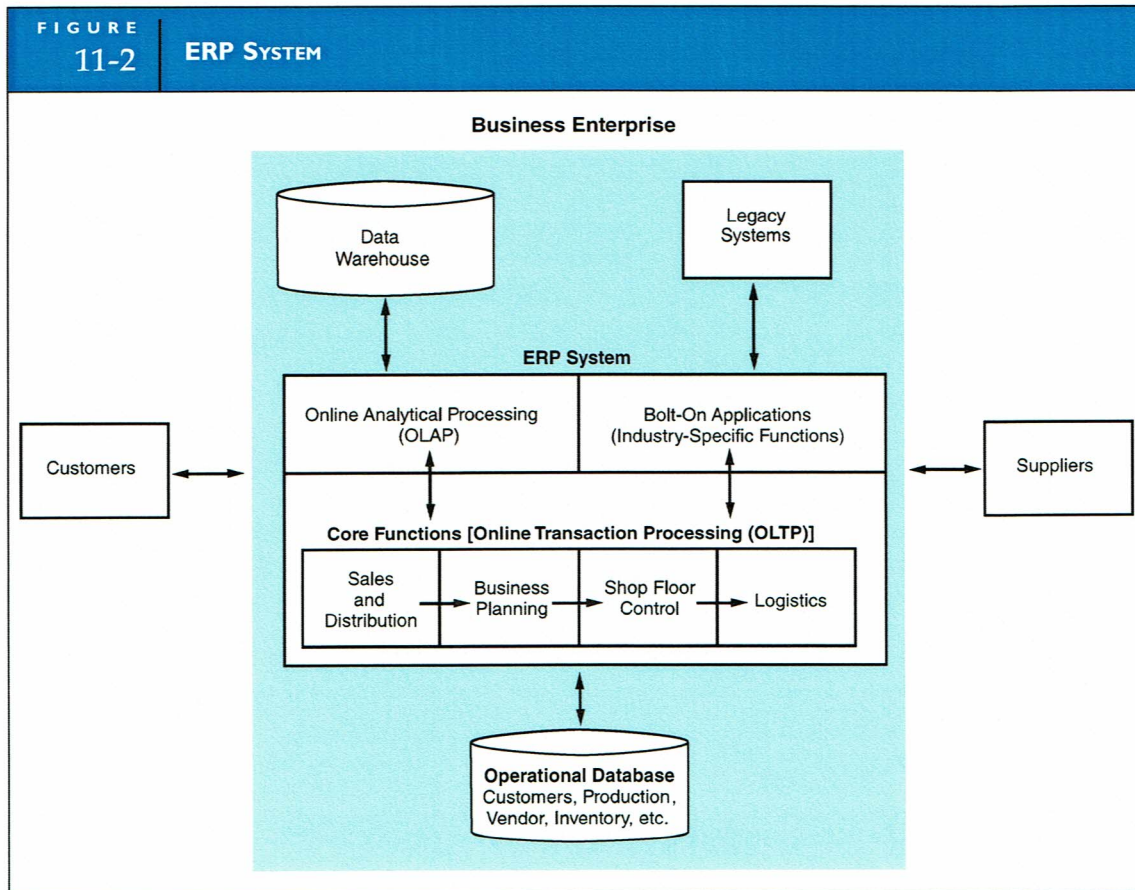 FIGURE
11-2
ERP SYSTEM
Business Enterprise
Data
Warehouse
Legacy
Systems
ERP System
Online Analytical Processing
(OLAP)
Bolt-On Applications
(Industry-Specific Functions)
Customers
Suppliers
Core Functions [Online Transaction Processing (OLTP)]
Sales
and
Distribution
Business
Planning
Shop Floor
Control
Logistics
Operational Database
Customers, Production,
Vendor, Inventory, etc.